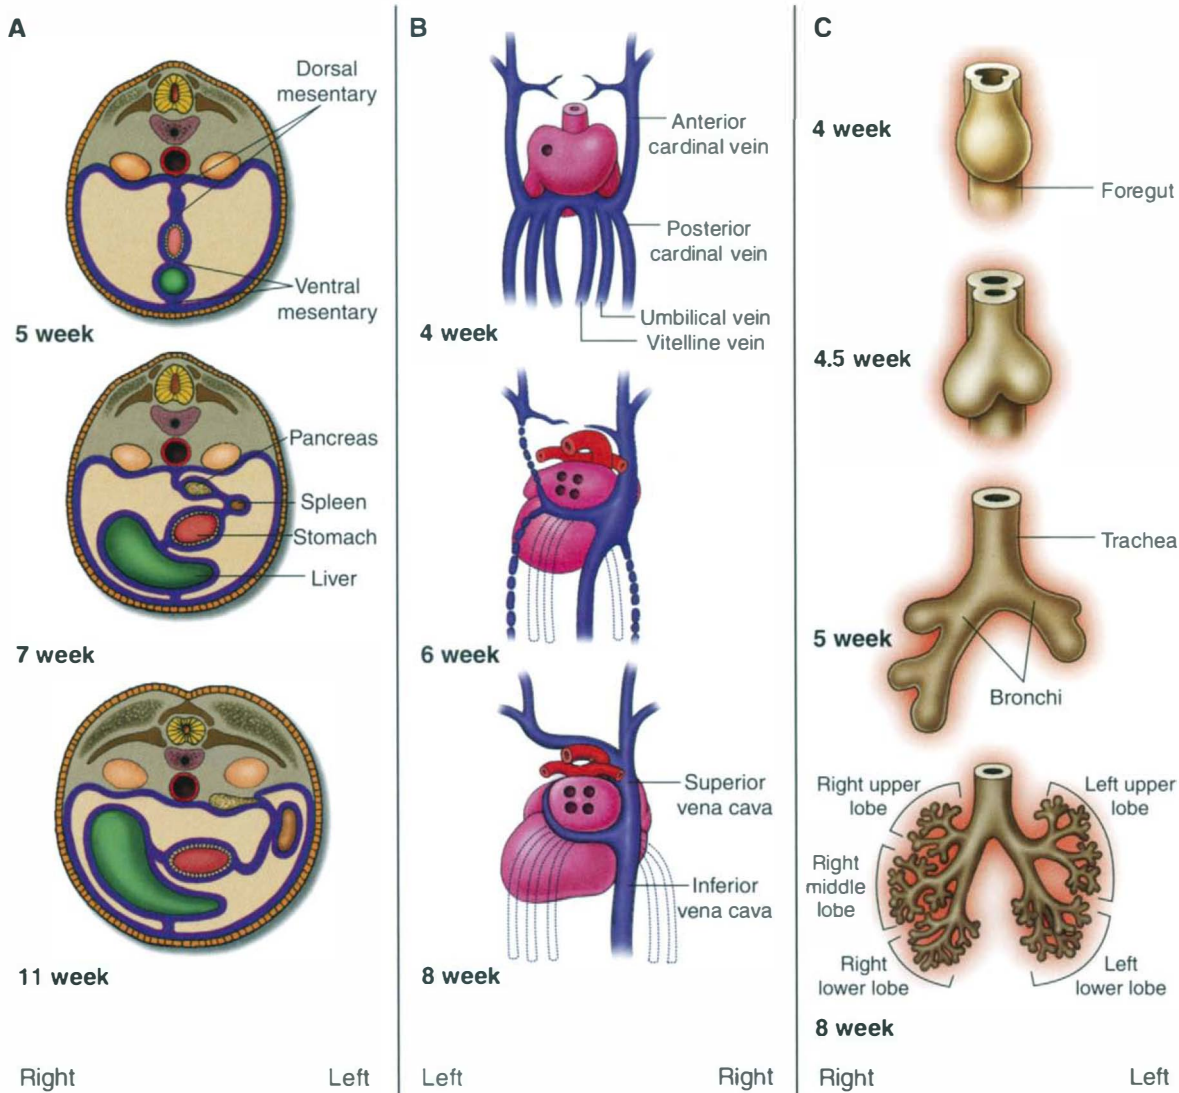 A
Dorsal
mesentary
Ventral
mesentary
5 week
Pancreas
Spleen
Stomach
Liver
7 week
11 week
Right
Left
B
Anterior
cardinal vein
Posterior
cardinal vein
Umbilical vein
Vitelline vein
4 week
6 week
Superior
vena cava
Inferior
vena cava
8 week
Left
Right
C
4 week
Foregut
4.5 week
Trachea
5 week
Bronchi
Right upper
lobe
Left upper
lobe
Right
middle
lobe
Right
lower lobe
Left
lower lobe
8 week
Right
Left